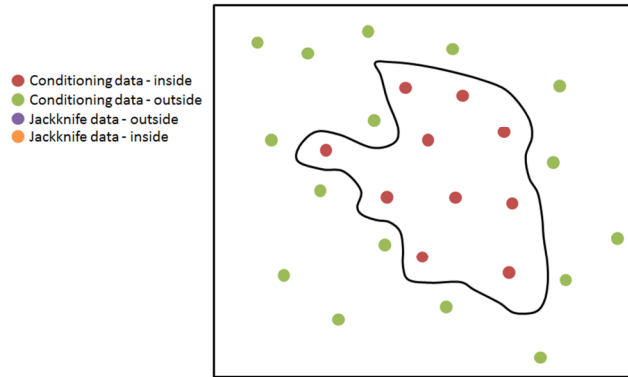 Conditioning data - inside
Conditioning data - outside
Jackknife data - outside
Jackknife data - inside